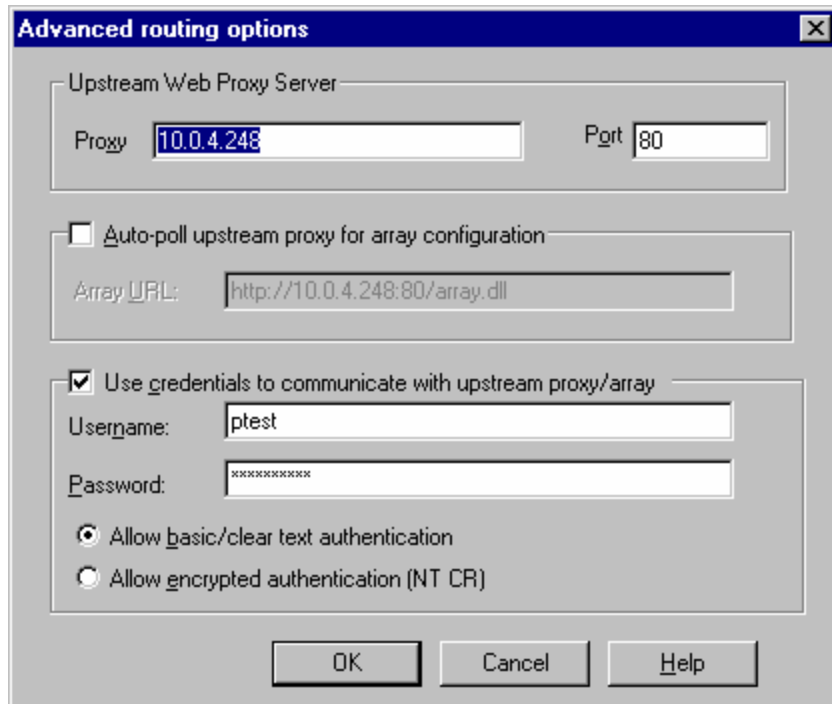 Advanced routing options
Upstream Web Proxy Server
Proxy 10.0.4.248 Port 80
Auto-poll upstream proxy for array configuration
Array URL: http://10.0.4.248:80/array.dll
Use credentials to communicate with upstream proxy/array
Username: ptest
Password: **********
Allow basic/clear text authentication
Allow encrypted authentication (NT CR)
OK Cancel Help